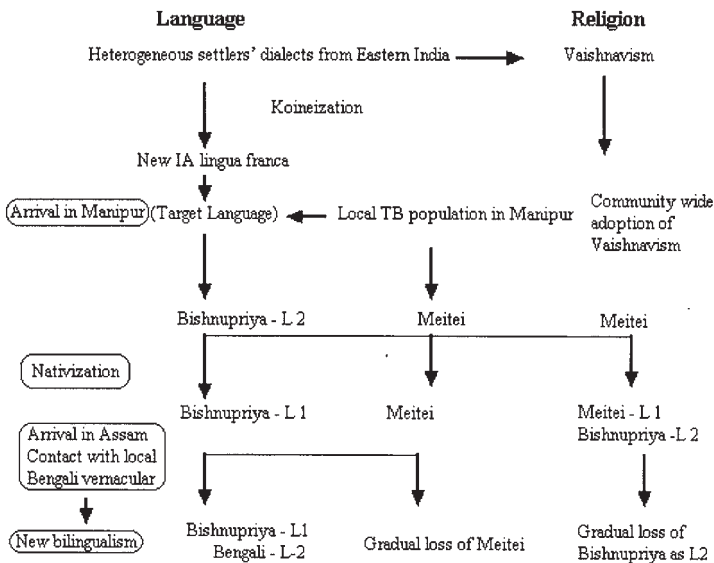 Language
Religion
Heterogeneous settlers' dialects from Eastern India
Vaishnavism
Koineization
New IA lingua franca
Arrival in Manipur
(Target Language)
Local TB population in Manipur
Community wide
adoption of
Vaishnavism
Bishnupriya - L 2
Meitei
Meitei
Nativization
Bishnupriya - L 1
Meitei
Meitei - L 1
Bishnupriya -L 2
Arrival in Assam
Contact with local
Bengali vernacular
New bilingualism
Bishnupriya - L1
Bengali - L-2
Gradual loss of Meitei
Gradual loss of
Bishnupriya as L2